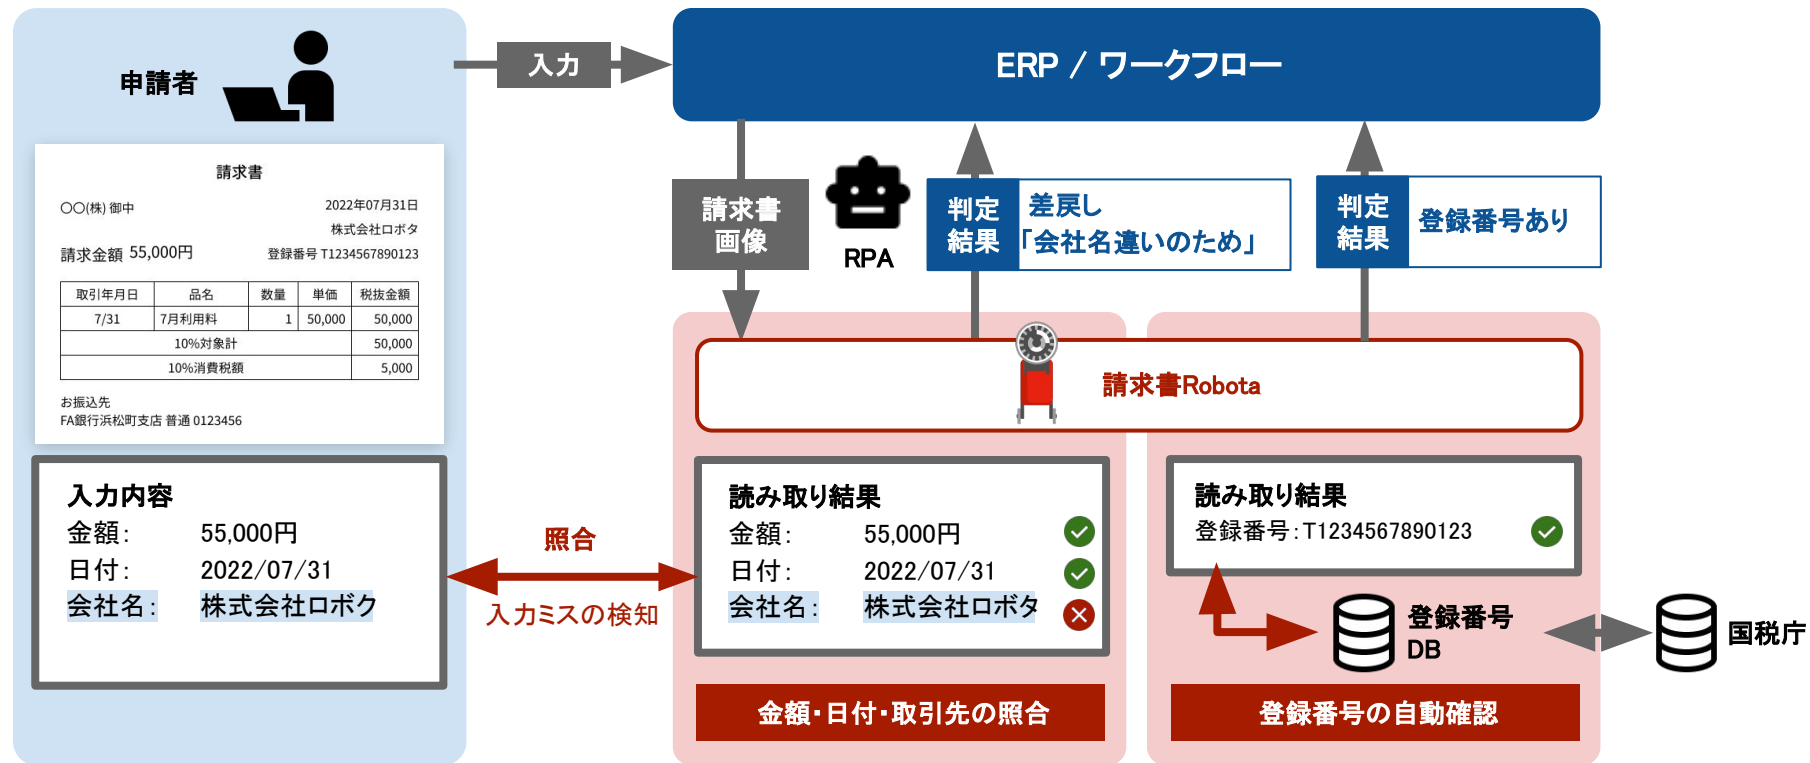 申請者
入力
ERP / ワークフロー
請求書
〇〇(株) 御中
2022年07月31日
株式会社ロボタ
請求金額 55,000円
登録番号 T1234567890123
取引年月日 品名 数量 単価 税抜金額
7/31 7月利用料 1 50,000 50,000
10%対象計 50,000
10%消費税額 5,000
お振込先
FA銀行浜松町支店 普通 0123456
請求書
画像
RPA
判定
結果
差戻し
「会社名違いのため」
判定
結果
登録番号あり
請求書Robota
入力内容
金額： 55,000円
日付： 2022/07/31
会社名： 株式会社ロボク
照合
入力ミスの検知
読み取り結果
金額： 55,000円
日付： 2022/07/31
会社名： 株式会社ロボタ
金額・日付・取引先の照合
読み取り結果
登録番号：T1234567890123
登録番号
DB
国税庁
登録番号の自動確認